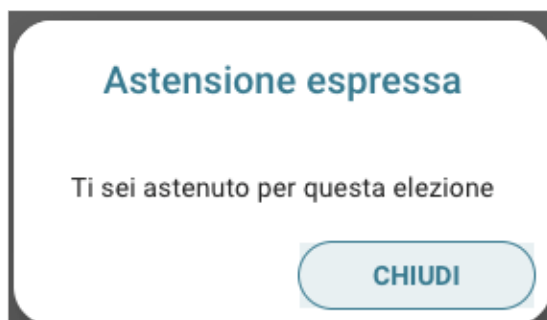 Astensione espressa
Ti sei astenuto per questa elezione
CHIUDI